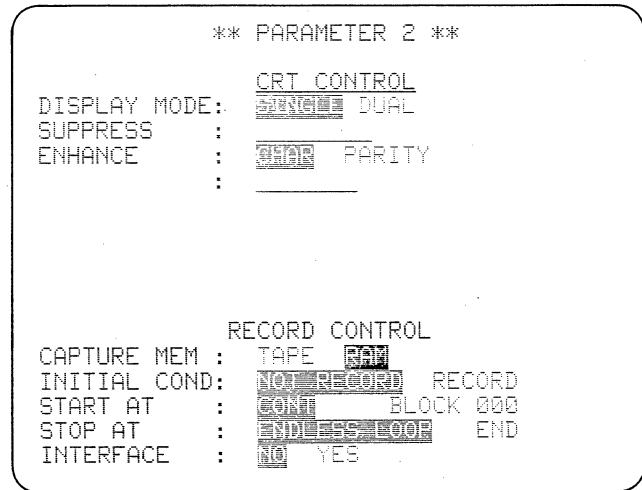 ** PARAMETER 2 **
CRT CONTROL
DISPLAY MODE: SINGLE DUAL
SUPPRESS :
ENHANCE : CHAR PARITY
:
RECORD CONTROL
CAPTURE MEM : TAPE RAM
INITIAL COND: NOT RECORD RECORD
START AT : CONT BLOCK 000
STOP AT : ENDLESS LOOP END
INTERFACE : NO YES